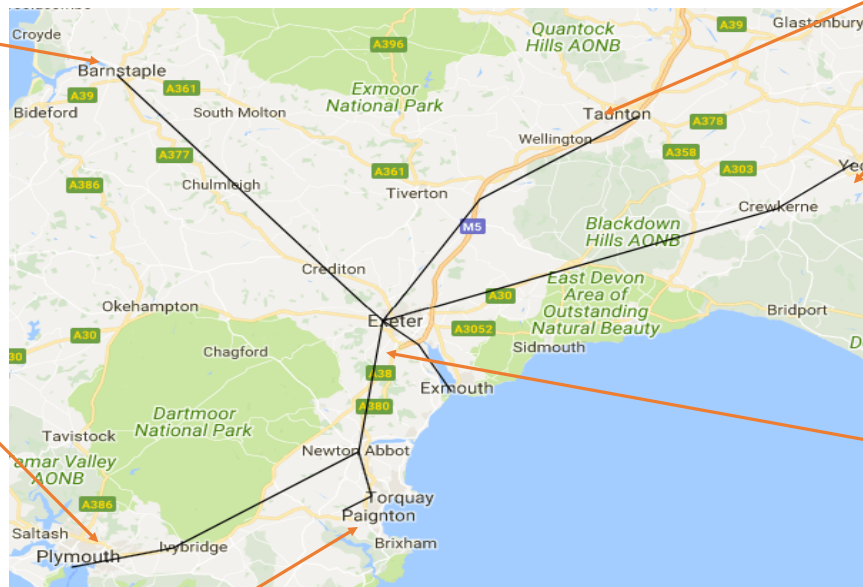 Croyde
A396
Quantock
Hills AONB
A39
Glastonbury
Barnstaple
A361
A39
Exmoor
National Park
Bideford
South Molton
Taunton
A378
Wellington
A377
A358
A361
A303
A386
Chulmleigh
Tiverton
Crewkerne
M5
Blackdown
Hills AONB
Crediton
East Devon
Area of
Outstanding
Natural Beauty
A30
Okehampton
Bridport
Exeter
A3052
A30
30
Chagford
Sidmouth
A38
Exmouth
A380
Dartmoor
National Park
Tavistock
Newton Abbot
Valley
AONB
A386
Torquay
Paignton
Saltash
Ivybridge
Brixham
Plymouth